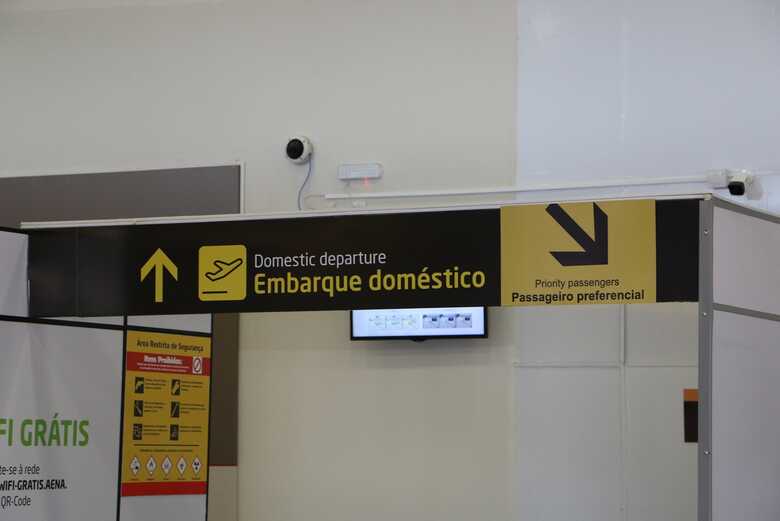 Domestic departure
Embarque doméstico
Priority passengers
Passageiro preferencial
Área Restrita de Segurança
Itens Proibidos:
FI GRÁTIS
te-se à rede
WIFI-GRATIS.AENA.
QR-Code